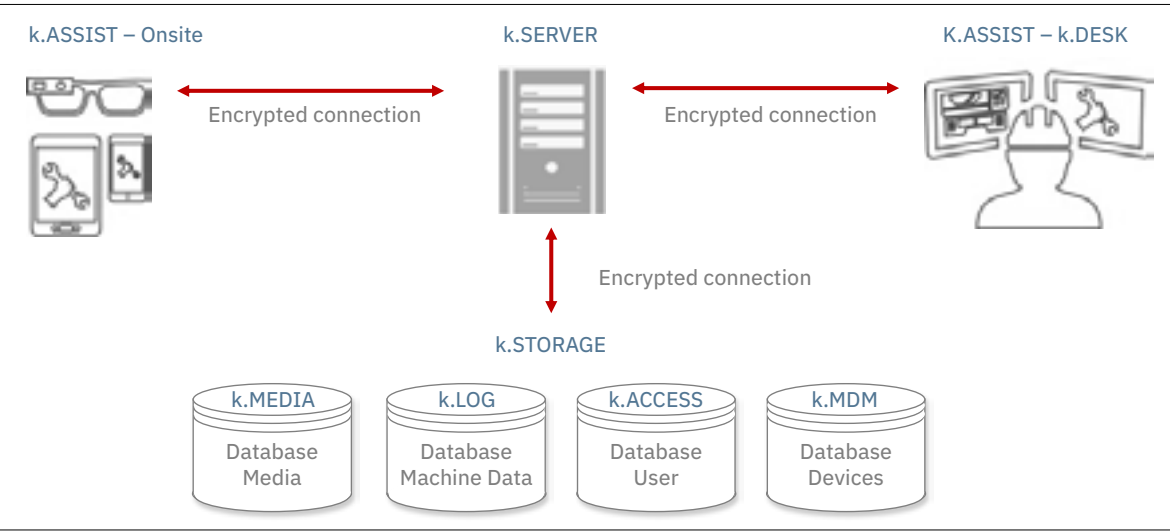 k.ASSIST – Onsite
k.SERVER
K.ASSIST – k.DESK
Encrypted connection
Encrypted connection
Encrypted connection
k.STORAGE
k.MEDIA
k.LOG
k.ACCESS
k.MDM
Database
Media
Database
Machine Data
Database
User
Database
Devices